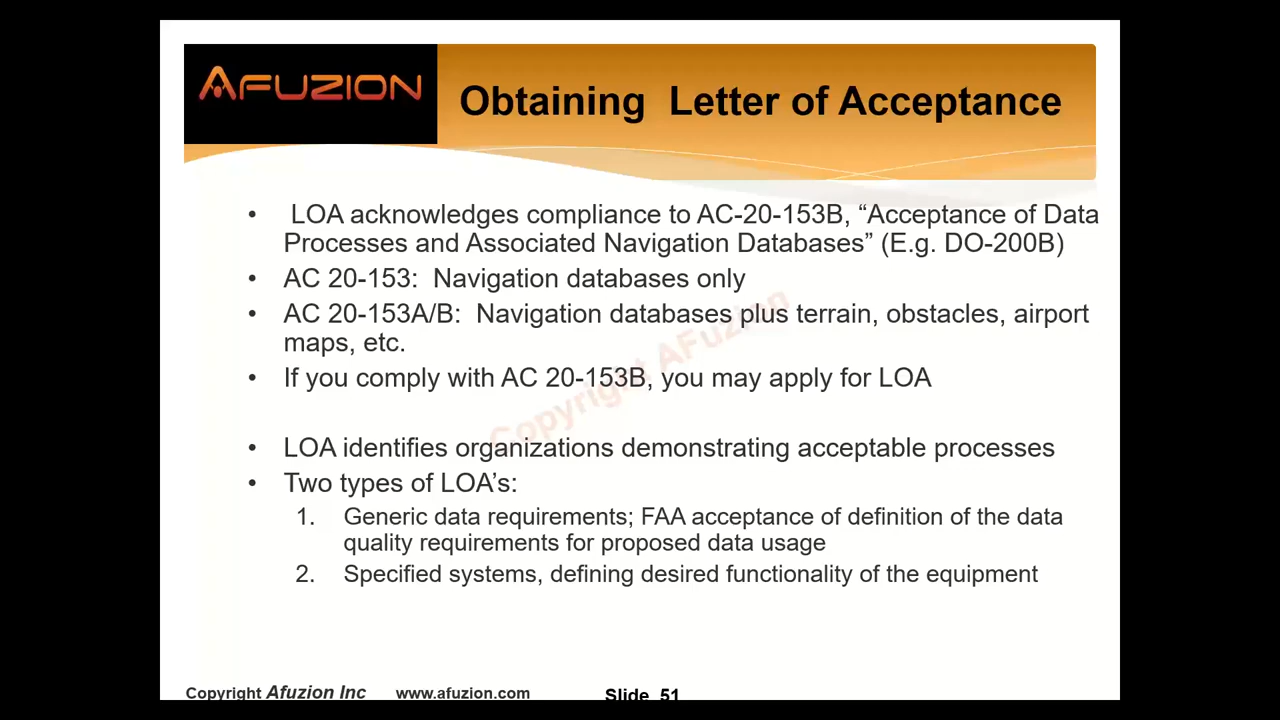 AFUZION
Obtaining Letter of Acceptance
• LOA acknowledges compliance to AC-20-153B, “Acceptance of Data
Processes and Associated Navigation Databases” (E.g. DO-200B)
• AC 20-153: Navigation databases only
• AC 20-153A/B: Navigation databases plus terrain, obstacles, airport
maps, etc.
• If you comply with AC 20-153B, you may apply for LOA
• LOA identifies organizations demonstrating acceptable processes
• Two types of LOA’s:
1. Generic data requirements; FAA acceptance of definition of the data
quality requirements for proposed data usage
2. Specified systems, defining desired functionality of the equipment
Copyright AFuzion
Copyright Afuzion Inc www.afuzion.com Slide 51